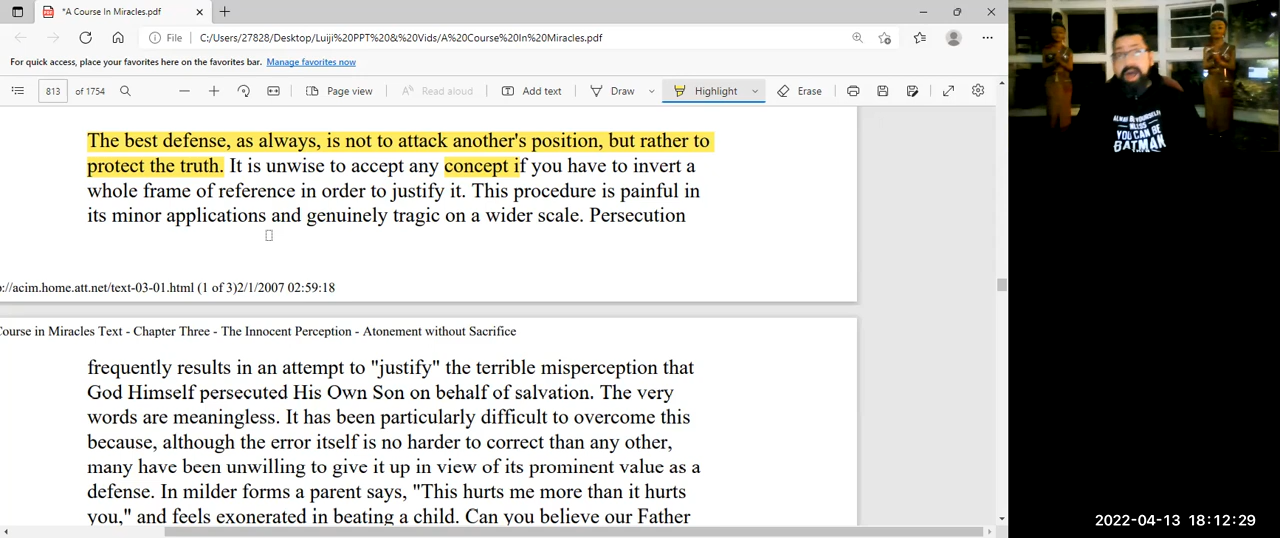 *A Course In Miracles.pdf
File
C:/Users/27828/Desktop/Luiji%20PPT%20&%20Vids/A%20Course%20In%20Miracles.pdf
For quick access, place your favorites here on the favorites bar. Manage favorites now
813 of 1754
Page view
Read aloud
Add text
Draw
Highlight
Erase
The best defense, as always, is not to attack another's position, but rather to
protect the truth. It is unwise to accept any concept if you have to invert a
whole frame of reference in order to justify it. This procedure is painful in
its minor applications and genuinely tragic on a wider scale. Persecution
://acim.home.att.net/text-03-01.html (1 of 3)2/1/2007 02:59:18
Course in Miracles Text - Chapter Three - The Innocent Perception - Atonement without Sacrifice
frequently results in an attempt to "justify" the terrible misperception that
God Himself persecuted His Own Son on behalf of salvation. The very
words are meaningless. It has been particularly difficult to overcome this
because, although the error itself is no harder to correct than any other,
many have been unwilling to give it up in view of its prominent value as a
defense. In milder forms a parent says, "This hurts me more than it hurts
you," and feels exonerated in beating a child. Can you believe our Father
ALWAYS
YOURSELF
UNLESS
YOU CAN BE
BATMAN
2022-04-13 18:12:29